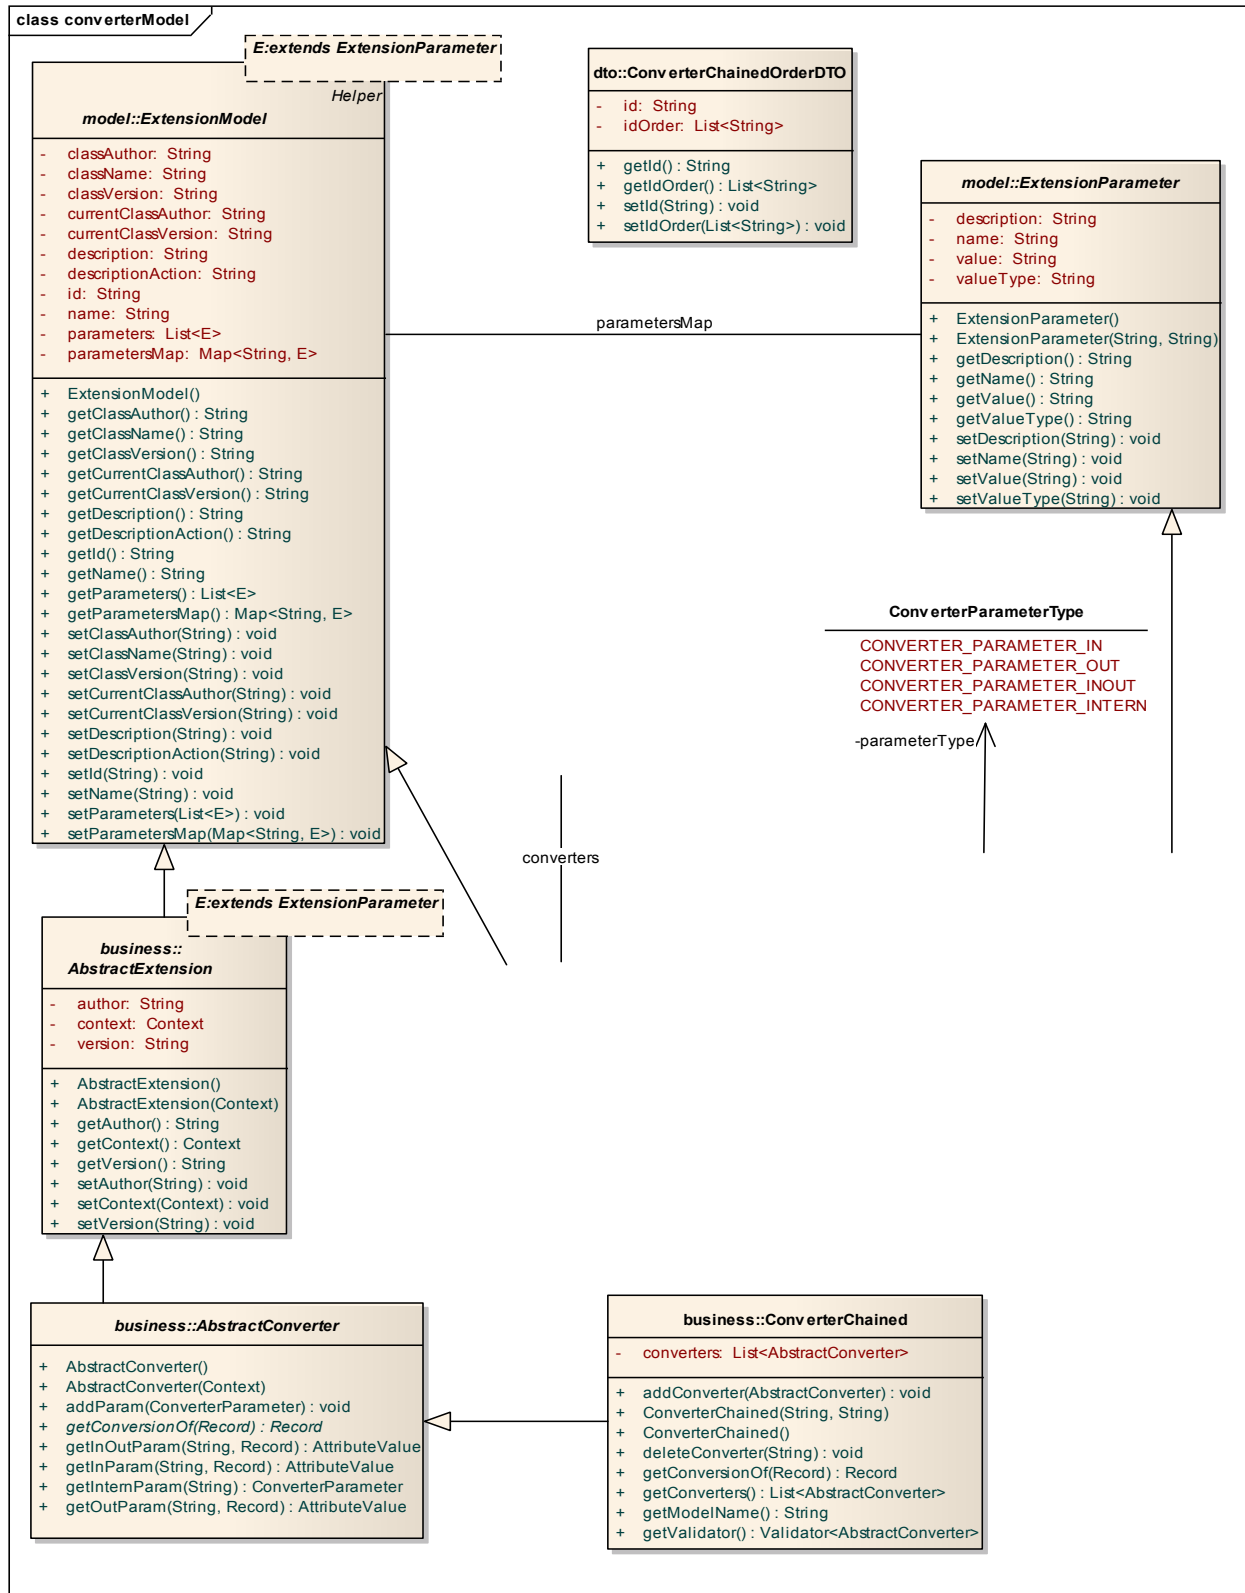 class converterModel
E:extends ExtensionParameter
Helper
model::ExtensionModel
- classAuthor: String
- className: String
- classVersion: String
- currentClassAuthor: String
- currentClassVersion: String
- description: String
- descriptionAction: String
- id: String
- name: String
- parameters: List<E>
- parametersMap: Map<String, E>
+ ExtensionModel()
+ getClassAuthor() : String
+ getClassName() : String
+ getClassVersion() : String
+ getCurrentClassAuthor() : String
+ getCurrentClassVersion() : String
+ getDescription() : String
+ getDescriptionAction() : String
+ getId() : String
+ getName() : String
+ getParameters() : List<E>
+ getParametersMap() : Map<String, E>
+ setClassAuthor(String) : void
+ setClassName(String) : void
+ setClassVersion(String) : void
+ setCurrentClassAuthor(String) : void
+ setCurrentClassVersion(String) : void
+ setDescription(String) : void
+ setDescriptionAction(String) : void
+ setId(String) : void
+ setName(String) : void
+ setParameters(List<E>) : void
+ setParametersMap(Map<String, E>) : void
dto::ConverterChainedOrderDTO
- id: String
- idOrder: List<String>
+ getId() : String
+ getIdOrder() : List<String>
+ setId(String) : void
+ setIdOrder(List<String>) : void
model::ExtensionParameter
- description: String
- name: String
- value: String
- valueType: String
+ ExtensionParameter()
+ ExtensionParameter(String, String)
+ getDescription() : String
+ getName() : String
+ getValue() : String
+ getValueType() : String
+ setDescription(String) : void
+ setName(String) : void
+ setValue(String) : void
+ setValueType(String) : void
parametersMap
ConverterParameterType
CONVERTER_PARAMETER_IN
CONVERTER_PARAMETER_OUT
CONVERTER_PARAMETER_INOUT
CONVERTER_PARAMETER_INTERN
-parameterType
converters
E:extends ExtensionParameter
business::
AbstractExtension
- author: String
- context: Context
- version: String
+ AbstractExtension()
+ AbstractExtension(Context)
+ getAuthor() : String
+ getContext() : Context
+ getVersion() : String
+ setAuthor(String) : void
+ setContext(Context) : void
+ setVersion(String) : void
business::AbstractConverter
+ AbstractConverter()
+ AbstractConverter(Context)
+ addParam(ConverterParameter) : void
+ getConversionOf(Record) : Record
+ getInOutParam(String, Record) : AttributeValue
+ getInParam(String, Record) : AttributeValue
+ getInternParam(String) : ConverterParameter
+ getOutParam(String, Record) : AttributeValue
business::ConverterChained
- converters: List<AbstractConverter>
+ addConverter(AbstractConverter) : void
+ ConverterChained(String, String)
+ ConverterChained()
+ deleteConverter(String) : void
+ getConversionOf(Record) : Record
+ getConverters() : List<AbstractConverter>
+ getModelName() : String
+ getValidator() : Validator<AbstractConverter>